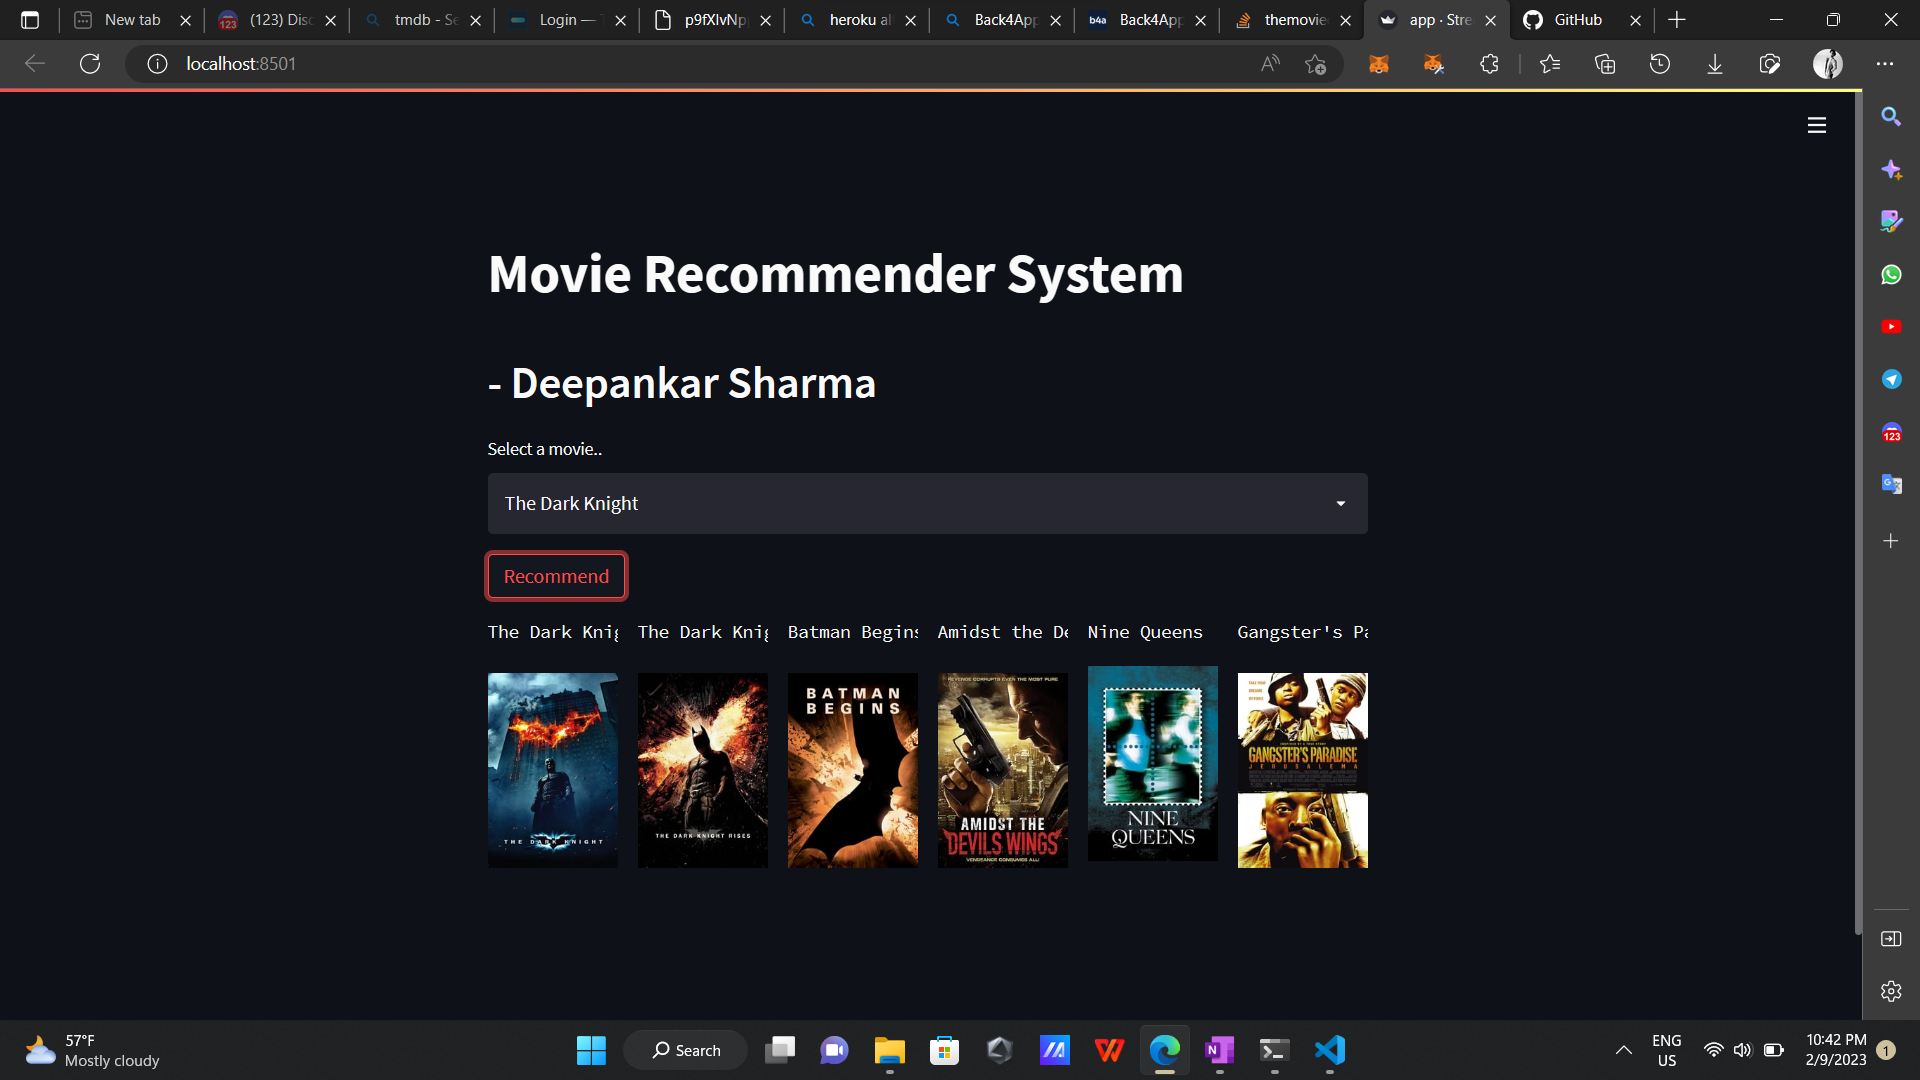 New tab
(123) Disc
tmdb - Se
Login — T
p9fXlvNp
heroku al
Back4App
Back4App
themovie
app · Stre
GitHub
localhost:8501
Movie Recommender System
- Deepankar Sharma
Select a movie..
The Dark Knight
Recommend
The Dark Knig
The Dark Knig
Batman Begins
Amidst the De
Nine Queens
Gangster's Pa
THE DARK KNIGHT
THE DARK KNIGHT RISES
BATMAN
BEGINS
REVENGE CORRUPTS EVEN THE MOST PURE
AMIDST THE
DEVILS WINGS
VENGEANCE CONSUMES ALL!
NINE
QUEENS
GANGSTER'S PARADISE
JERUSALEMA
123
57°F
Mostly cloudy
Search
ENG
US
10:42 PM
2/9/2023
1